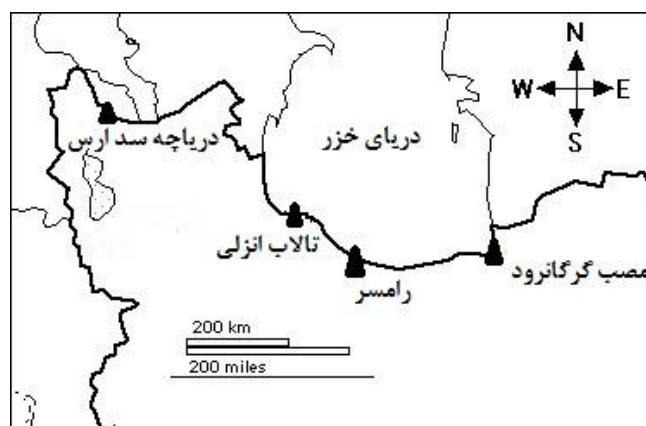 N
W E
S
دریاچه سد ارس
دریای خزر
تالاب انزلی
رامسر
مصب گرگانرود
200 km
200 miles